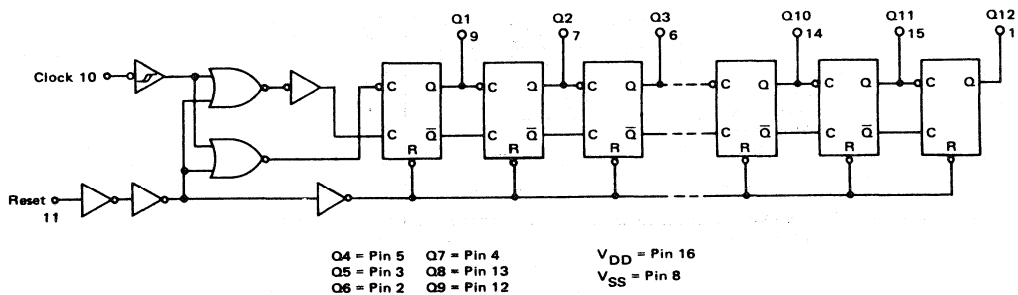 Q1
9
Q2
7
Q3
6
Q10
14
Q11
15
Q12
1
Clock 10
C Q
C Q̅
R
C Q
C Q̅
R
C Q
C Q̅
R
C Q
C Q̅
R
C Q
C Q̅
R
C Q
C
R
Reset
11
Q4 = Pin 5 Q7 = Pin 4
Q5 = Pin 3 Q8 = Pin 13
Q6 = Pin 2 Q9 = Pin 12
VDD = Pin 16
VSS = Pin 8